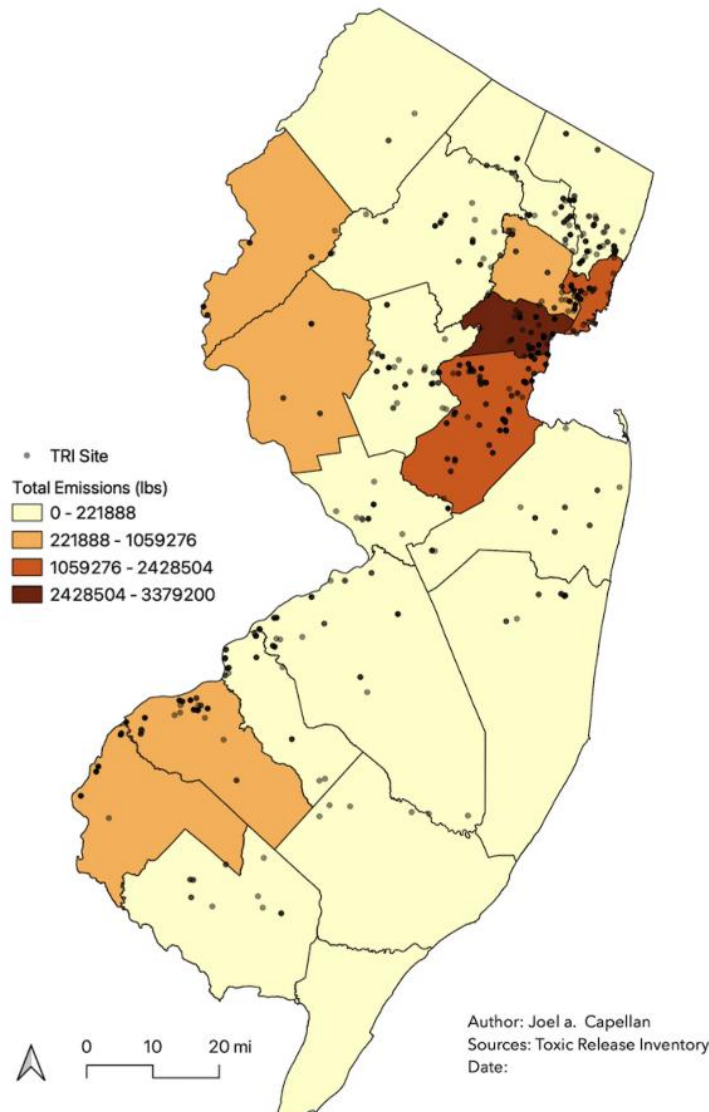 TRI Site
Total Emissions (lbs)
0 - 221888
221888 - 1059276
1059276 - 2428504
2428504 - 3379200
0 10 20 mi
Author: Joel a. Capellan
Sources: Toxic Release Inventory
Date: